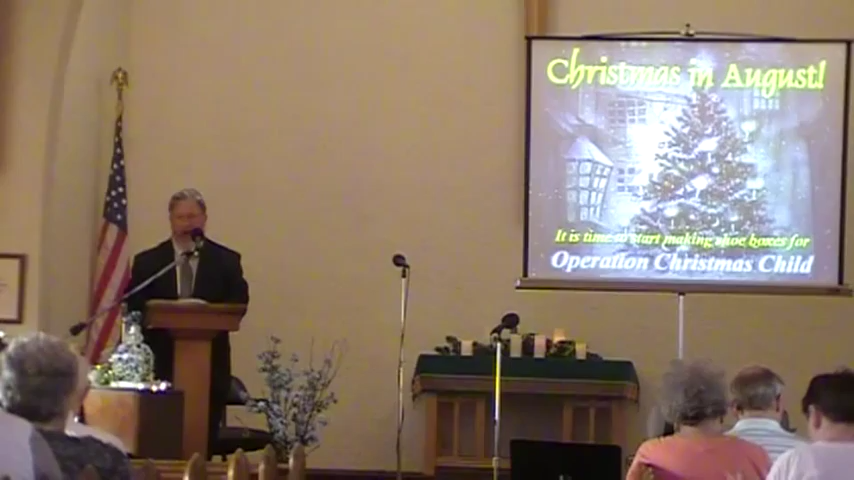 Christmas in August!
It is time to start making shoe boxes for
Operation Christmas Child